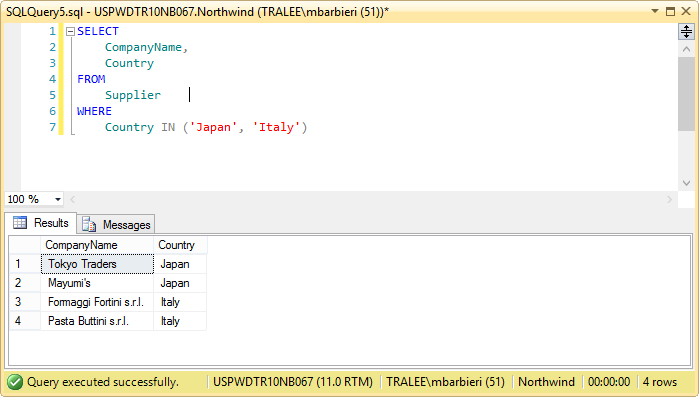 SQLQuery5.sql - USPWDTR10NB067.Northwind (TRALEE\mbarbieri (51))*
1 SELECT
2 CompanyName,
3 Country
4 FROM
5 Supplier
6 WHERE
7 Country IN ('Japan', 'Italy')
100 %
Results Messages
CompanyName Country
1 Tokyo Traders Japan
2 Mayumi's Japan
3 Formaggi Fortini s.r.l. Italy
4 Pasta Buttini s.r.l. Italy
Query executed successfully. USPWDTR10NB067 (11.0 RTM) TRALEE\mbarbieri (51) Northwind 00:00:00 4 rows